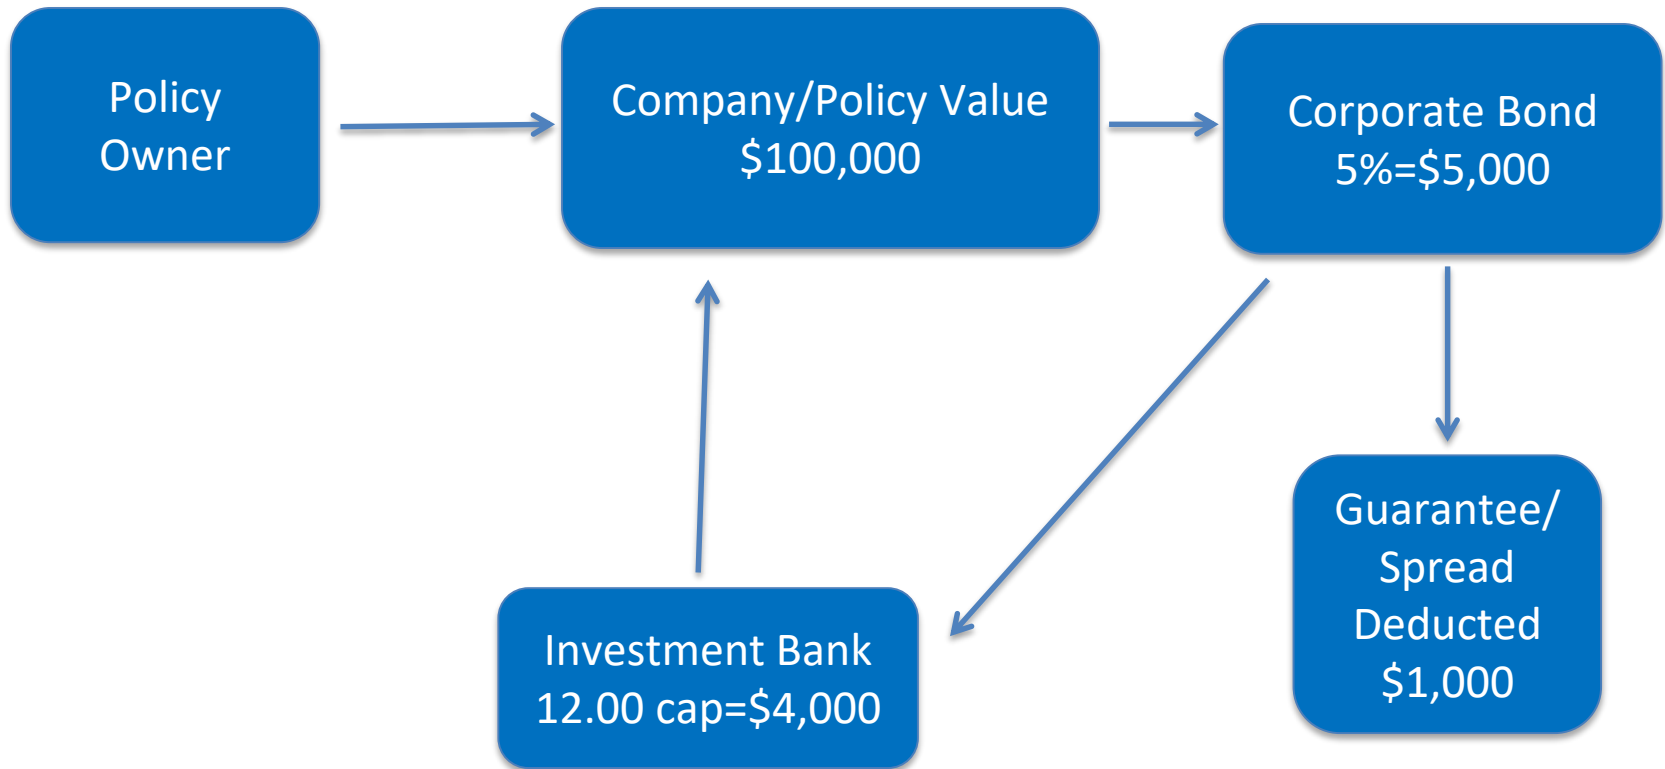 Policy
Owner
Company/Policy Value
$100,000
Corporate Bond
5%=$5,000
Investment Bank
12.00 cap=$4,000
Guarantee/
Spread
Deducted
$1,000